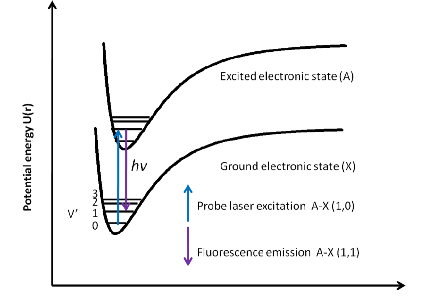 Potential energy U(r)
Excited electronic state (A)
hν
Ground electronic state (X)
3
2
1
0
V'
Probe laser excitation A-X (1,0)
Fluorescence emission A-X (1,1)